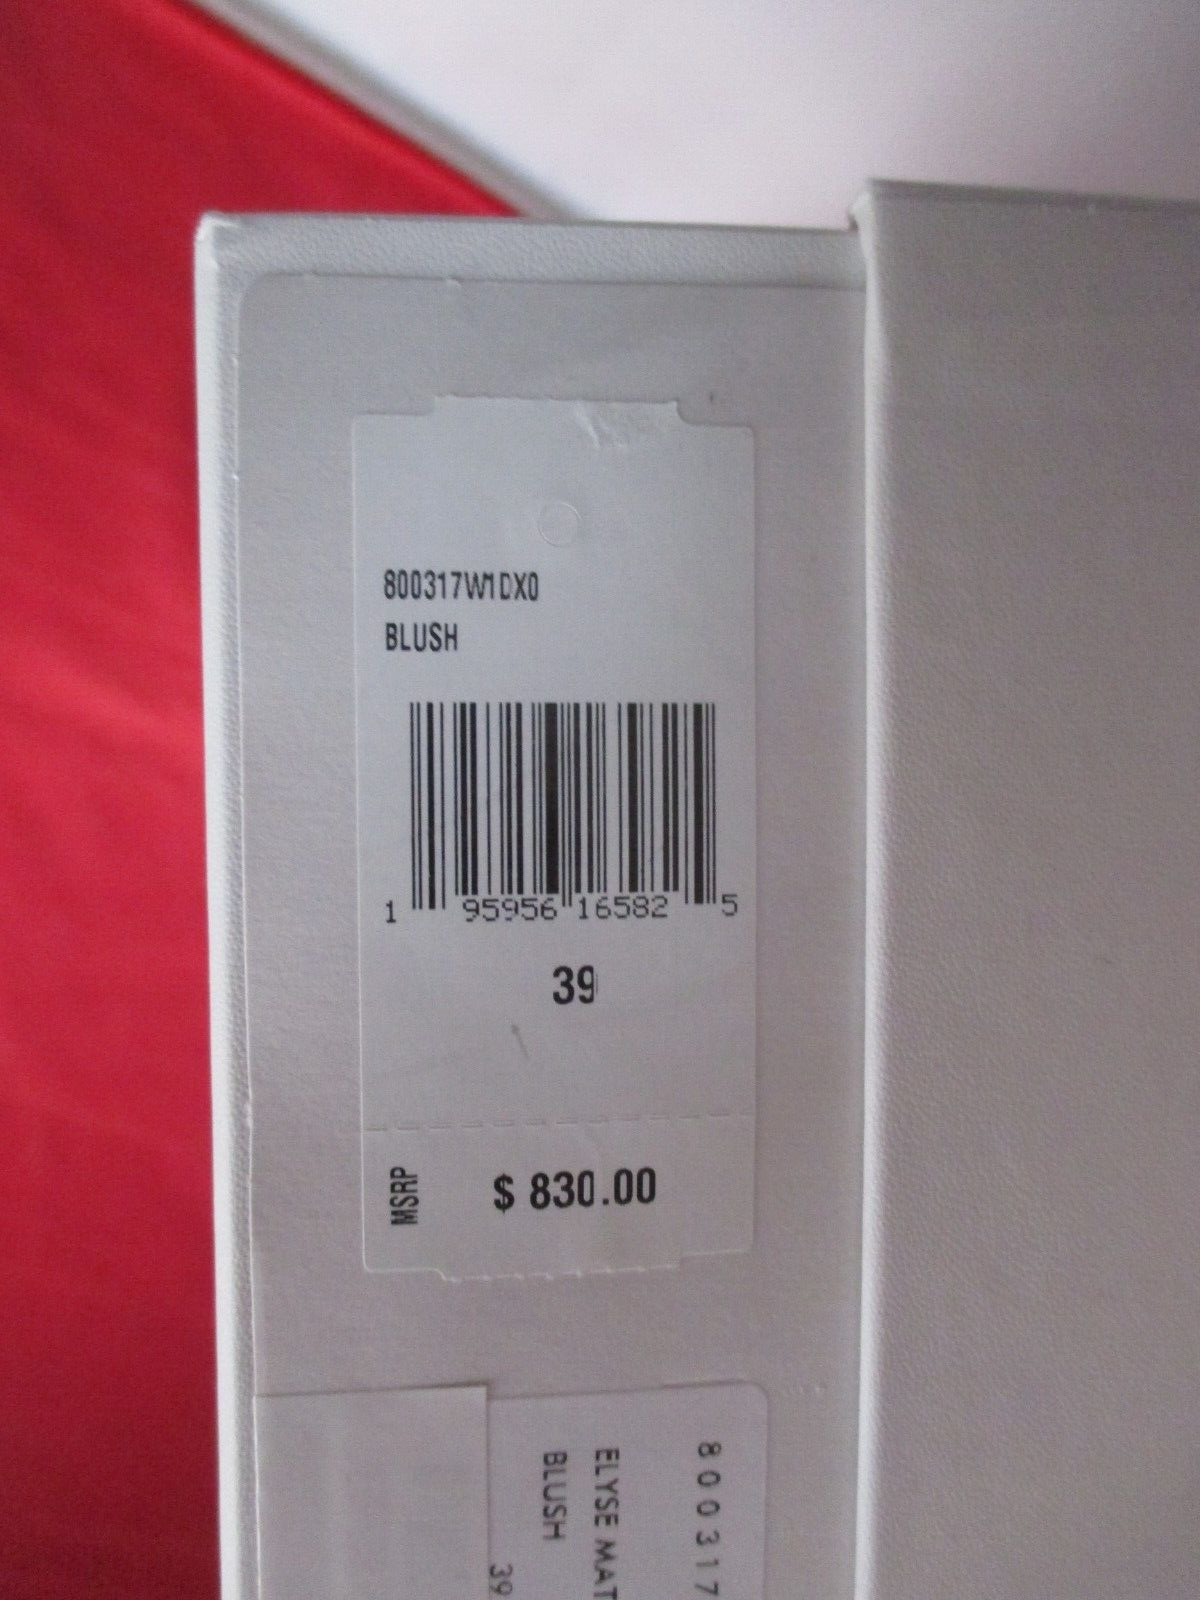 800317W1DX0
BLUSH
1 95956 16582 5
39
MSRP $ 830.00
800317
ELYSE MAT
BLUSH
39